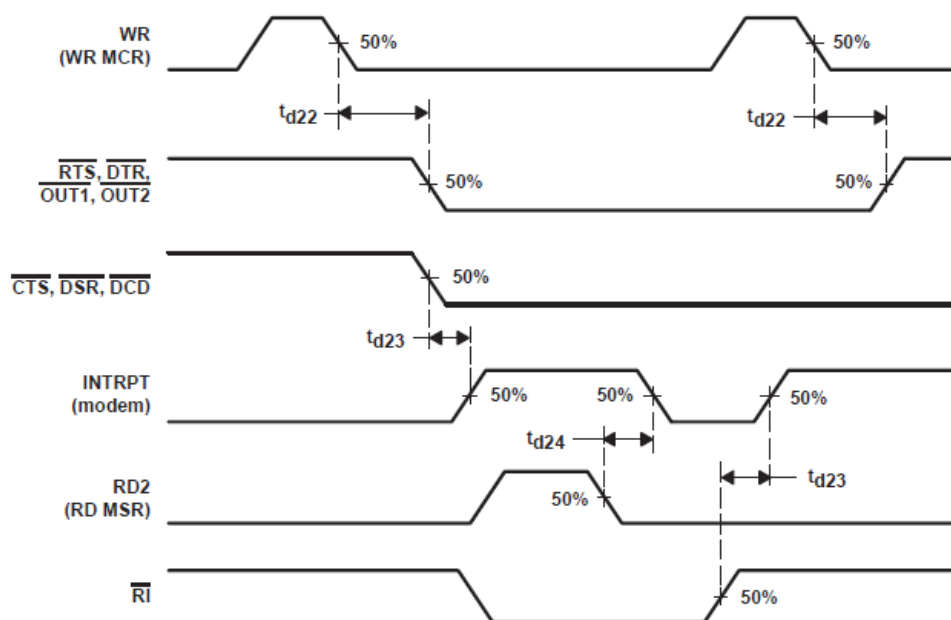 WR
(WR MCR)
50%
50%
td22
td22
RTS, DTR,
OUT1, OUT2
50%
50%
CTS, DSR, DCD
50%
td23
INTRPT
(modem)
50%
50%
50%
td24
RD2
(RD MSR)
50%
td23
RI
50%